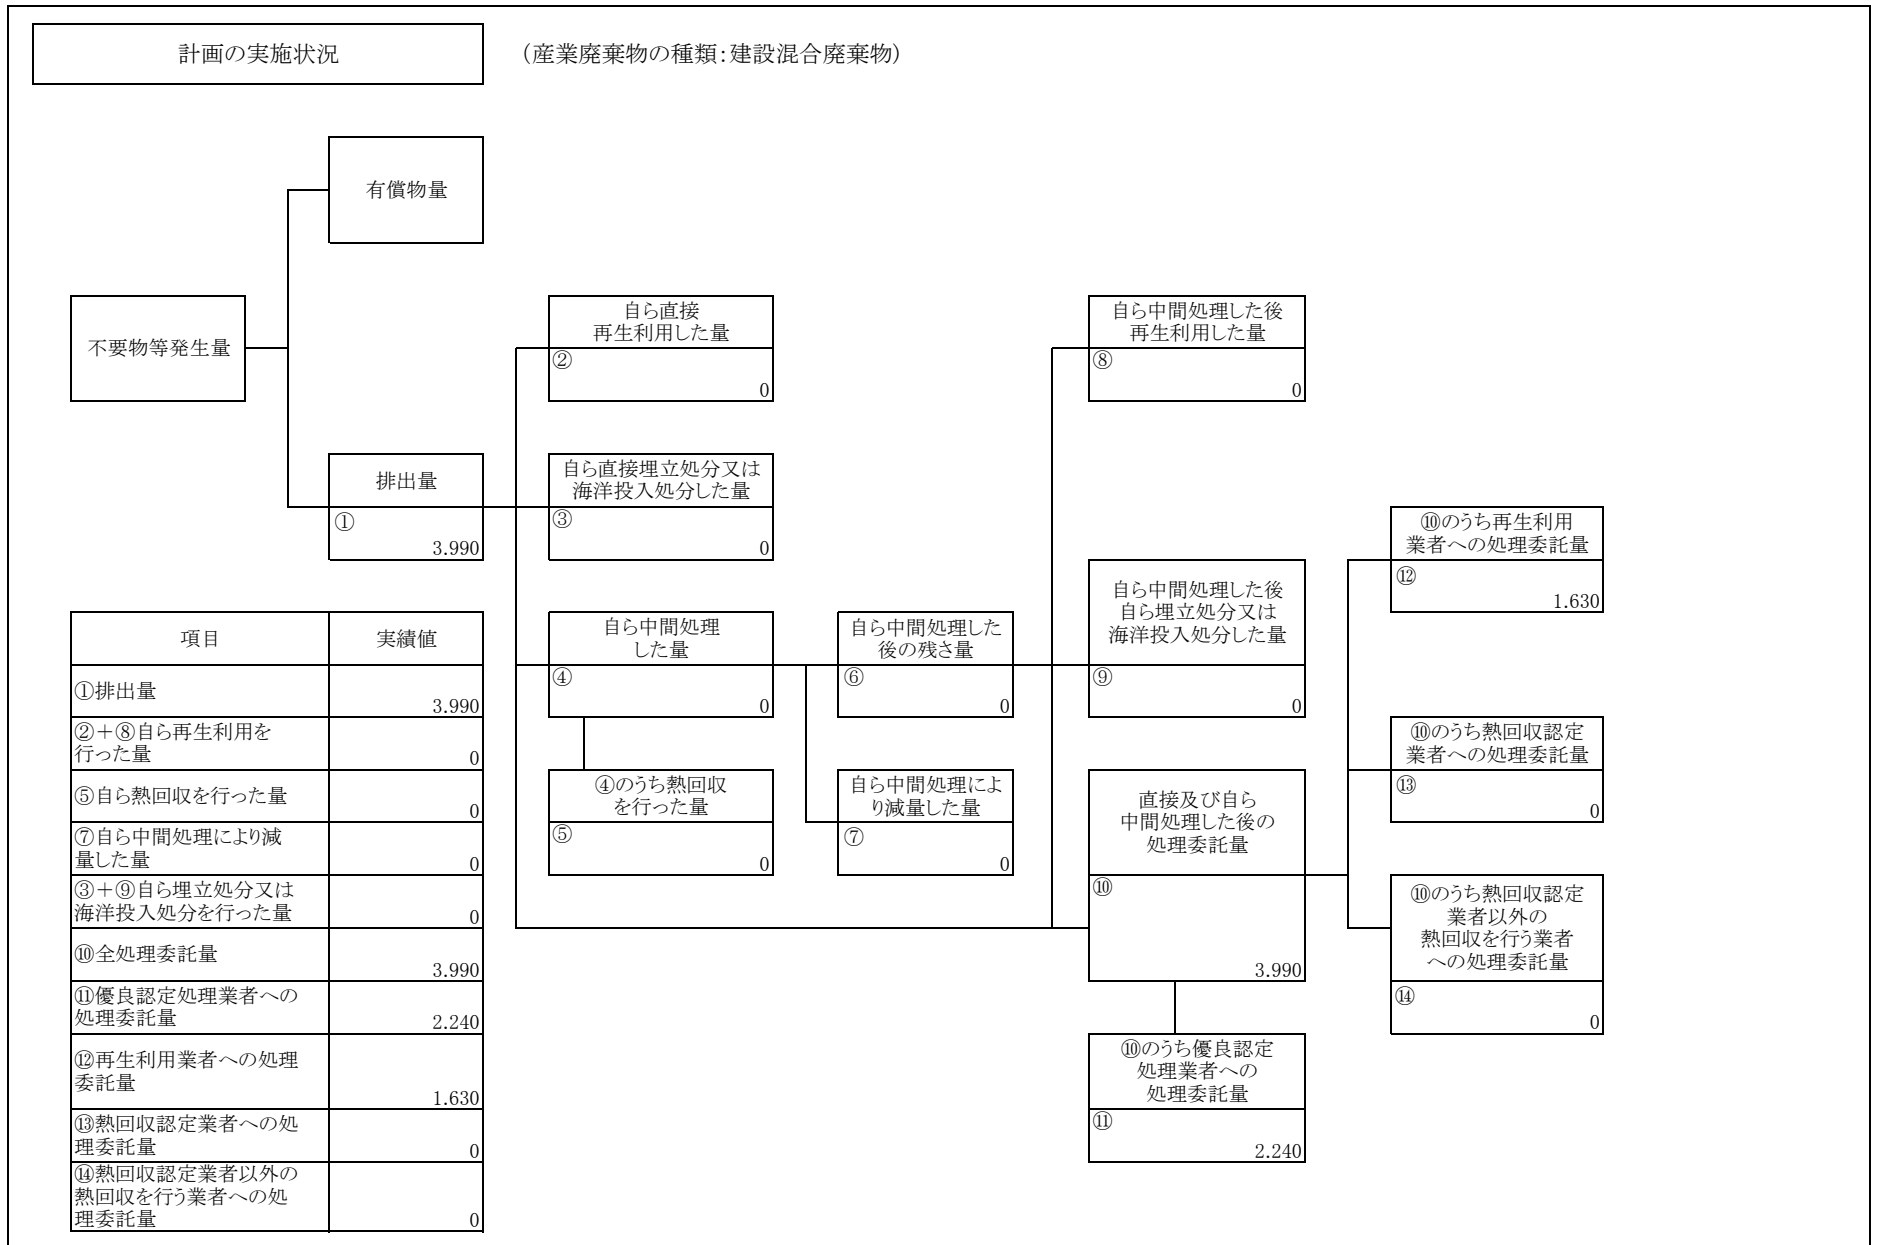 計画の実施状況
（産業廃棄物の種類：建設混合廃棄物）
有償物量
不要物等発生量
自ら直接
再生利用した量
②
0
自ら中間処理した後
再生利用した量
⑧
0
排出量
①
3.990
自ら直接埋立処分又は
海洋投入処分した量
③
0
⑩のうち再生利用
業者への処理委託量
⑫
1.630
自ら中間処理した後
自ら埋立処分又は
海洋投入処分した量
⑨
0
自ら中間処理
した量
④
0
自ら中間処理した
後の残さ量
⑥
0
④のうち熱回収
を行った量
⑤
0
自ら中間処理によ
り減量した量
⑦
0
⑩のうち熱回収認定
業者への処理委託量
⑬
0
直接及び自ら
中間処理した後の
処理委託量
⑩
3.990
⑩のうち熱回収認定
業者以外の
熱回収を行う業者
への処理委託量
⑭
0
⑩のうち優良認定
処理業者への
処理委託量
⑪
2.240
項目 実績値
①排出量
3.990
②＋⑧自ら再生利用を
行った量
0
⑤自ら熱回収を行った量
0
⑦自ら中間処理により減
量した量
0
③＋⑨自ら埋立処分又は
海洋投入処分を行った量
0
⑩全処理委託量
3.990
⑪優良認定処理業者への
処理委託量
2.240
⑫再生利用業者への処理
委託量
1.630
⑬熱回収認定業者への処
理委託量
0
⑭熱回収認定業者以外の
熱回収を行う業者への処
理委託量
0